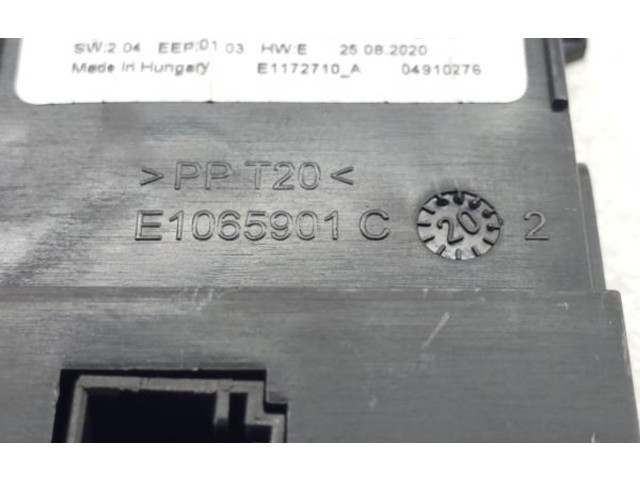 SW:2.04 EEP:01 03 HW:E 25 08.2020
Made in Hungary E1172710_A 04910276
>PP T20<
E1065901 C 20 2